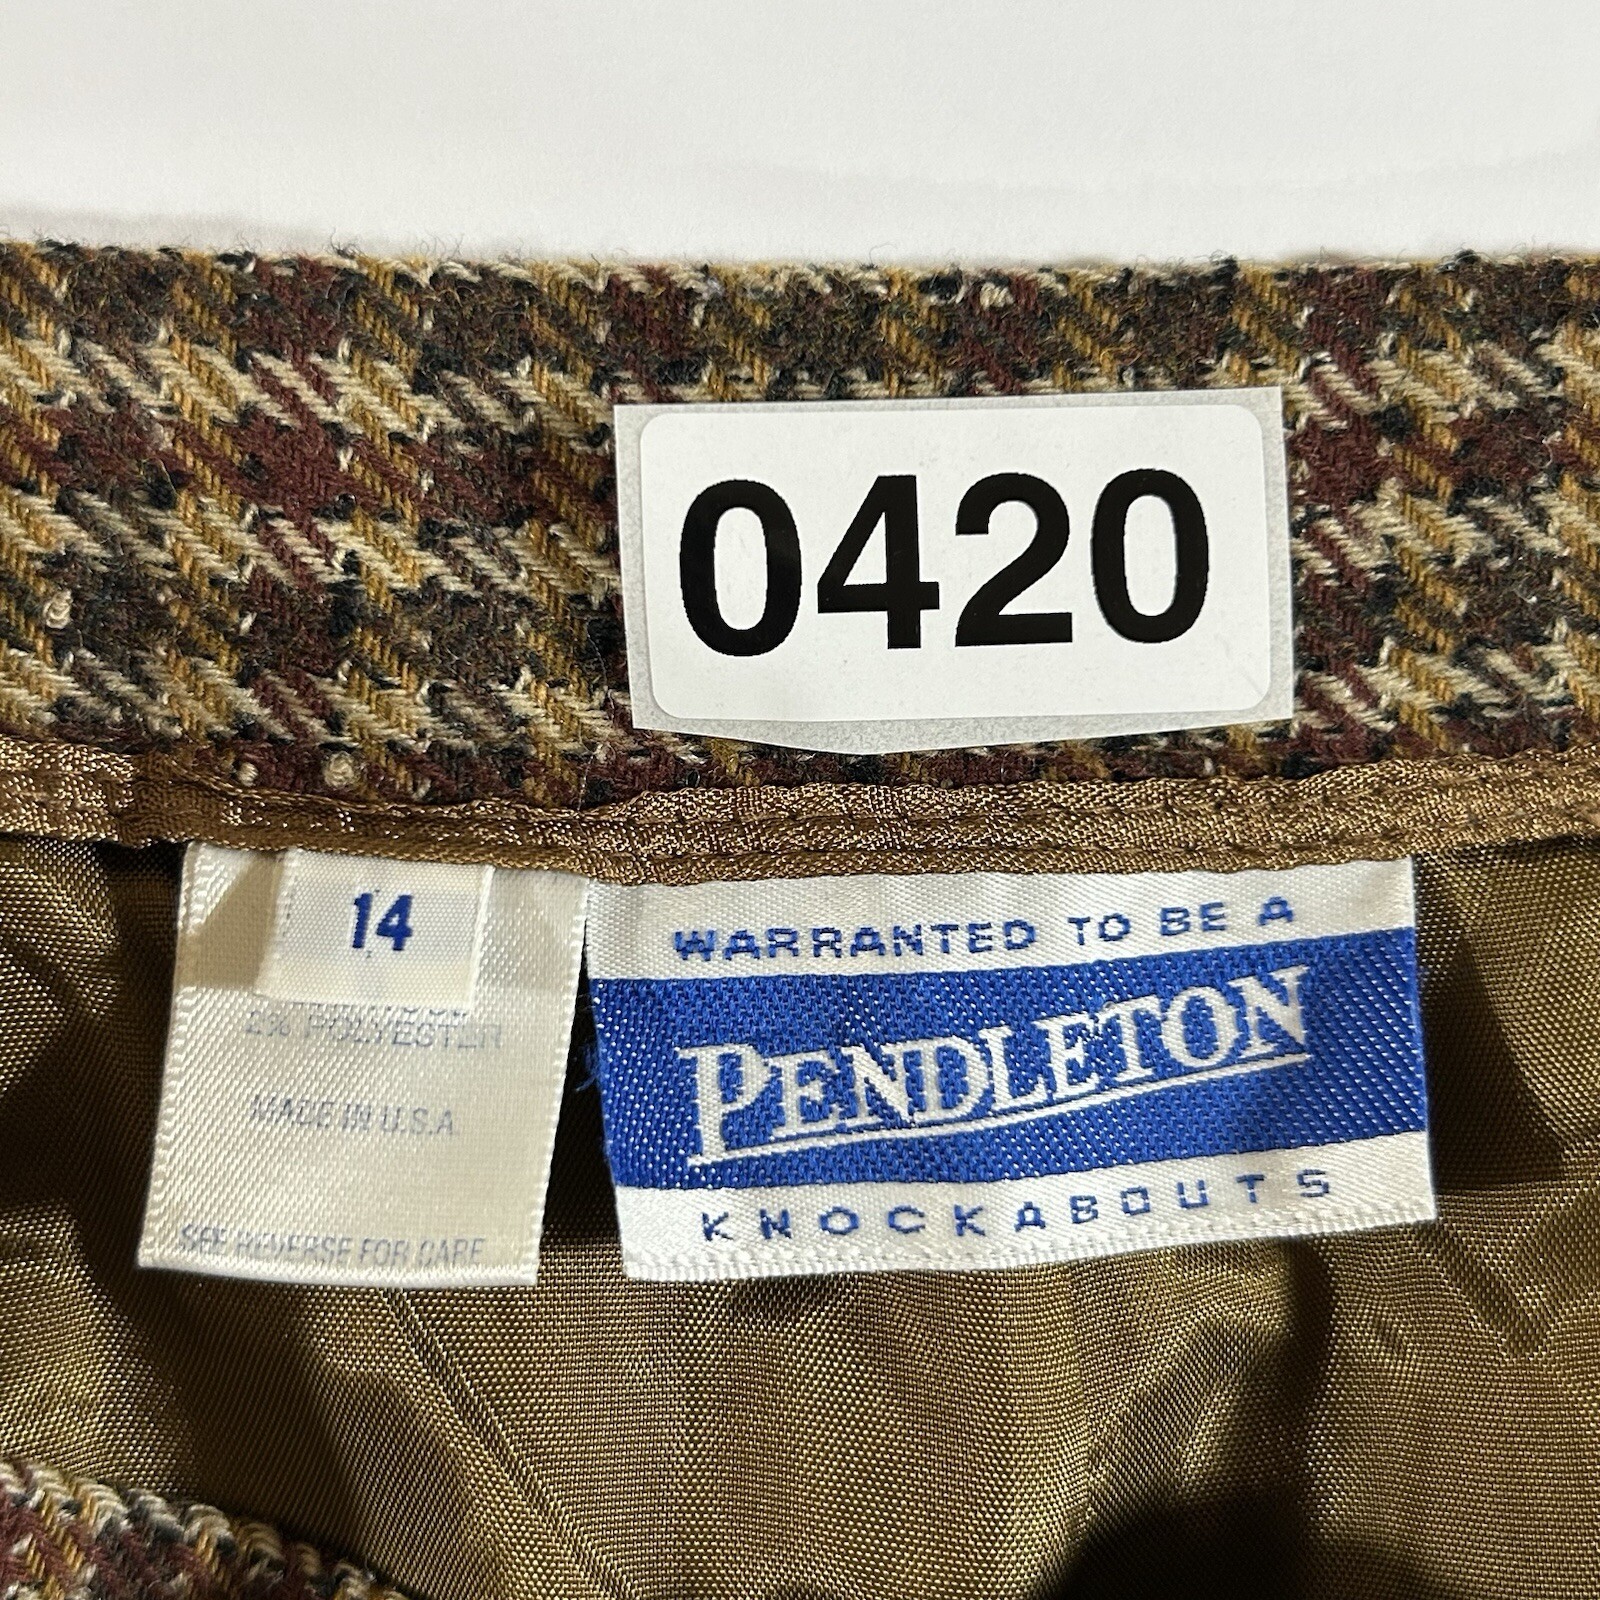 0420
14
2% POLYESTER
MADE IN U.S.A
SEE REVERSE FOR CARE
WARRANTED TO BE A
PENDLETON
KNOCKABOUTS